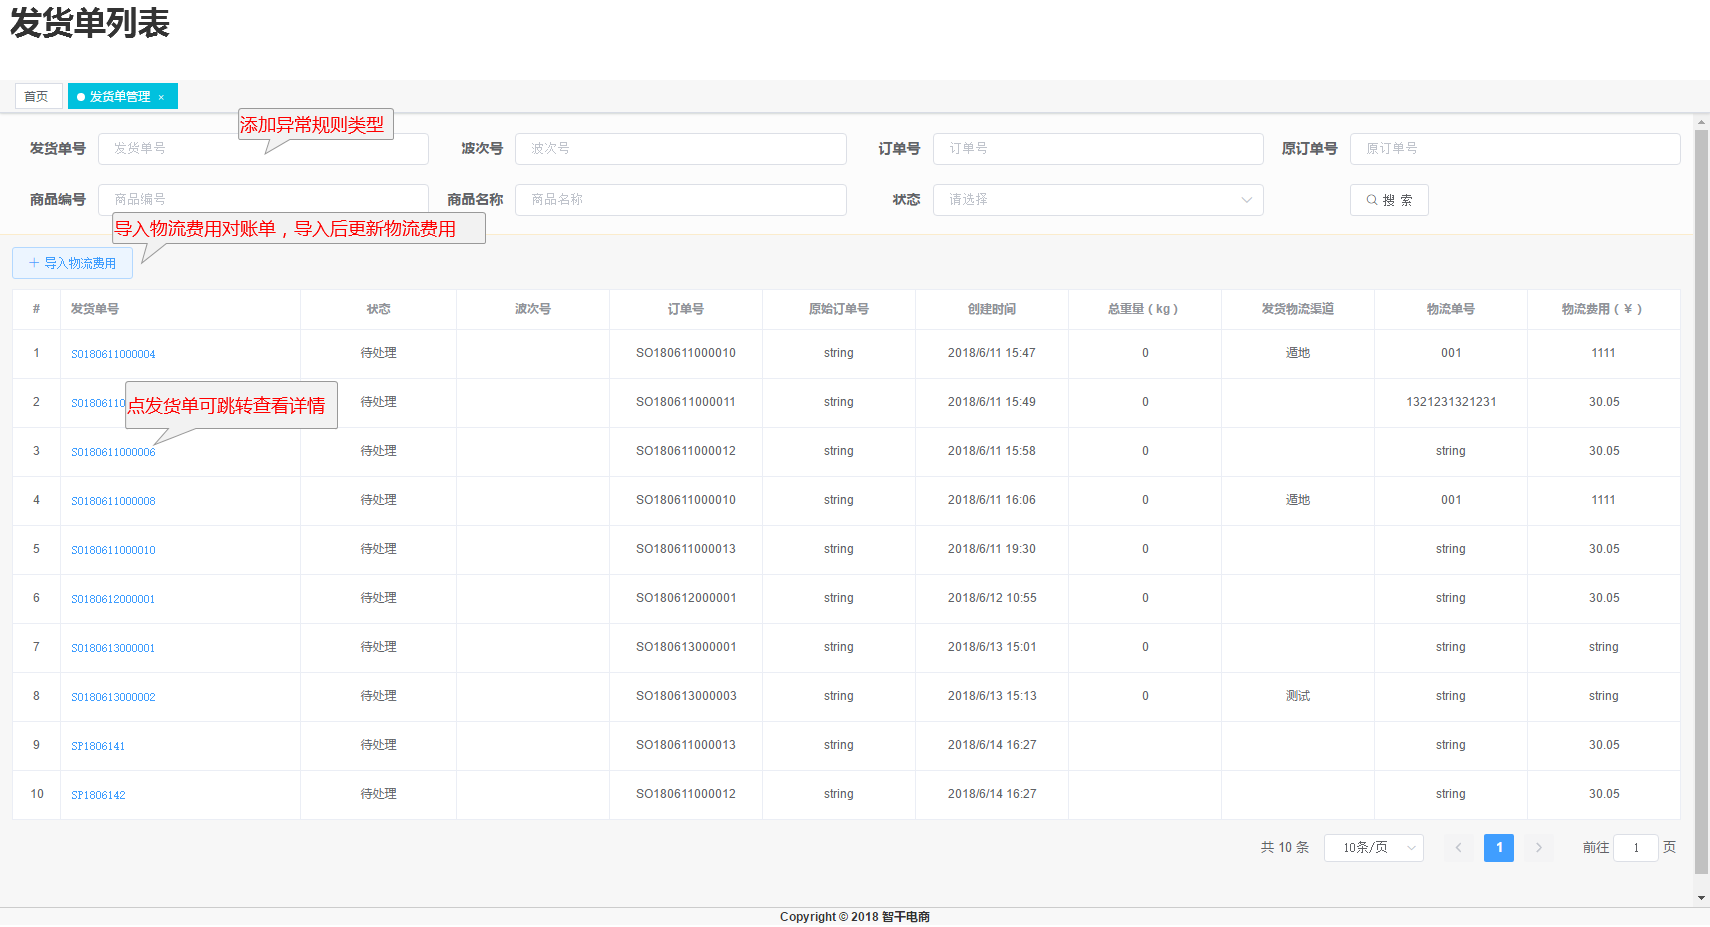 发货单列表
首页
发货单管理 ×
添加异常规则类型
发货单号 发货单号 波次号 波次号 订单号 订单号 原订单号 原订单号
商品编号 商品编号 商品名称 商品名称 状态 请选择 搜 索
导入物流费用对账单，导入后更新物流费用
+ 导入物流费用
# 发货单号 状态 波次号 订单号 原始订单号 创建时间 总重量（kg） 发货物流渠道 物流单号 物流费用（¥）
1 SO180611000004 待处理 SO180611000010 string 2018/6/11 15:47 0 遁地 001 1111
2 SO1806110 待处理 SO180611000011 string 2018/6/11 15:49 0 1321231321231 30.05
点发货单可跳转查看详情
3 SO180611000006 待处理 SO180611000012 string 2018/6/11 15:58 0 string 30.05
4 SO180611000008 待处理 SO180611000010 string 2018/6/11 16:06 0 遁地 001 1111
5 SO180611000010 待处理 SO180611000013 string 2018/6/11 19:30 0 string 30.05
6 SO180612000001 待处理 SO180612000001 string 2018/6/12 10:55 0 string 30.05
7 SO180613000001 待处理 SO180613000001 string 2018/6/13 15:01 0 string string
8 SO180613000002 待处理 SO180613000003 string 2018/6/13 15:13 0 测试 string string
9 SP1806141 待处理 SO180611000013 string 2018/6/14 16:27 string 30.05
10 SP1806142 待处理 SO180611000012 string 2018/6/14 16:27 string 30.05
共 10 条 10条/页 1 前往 1 页
Copyright © 2018 智干电商